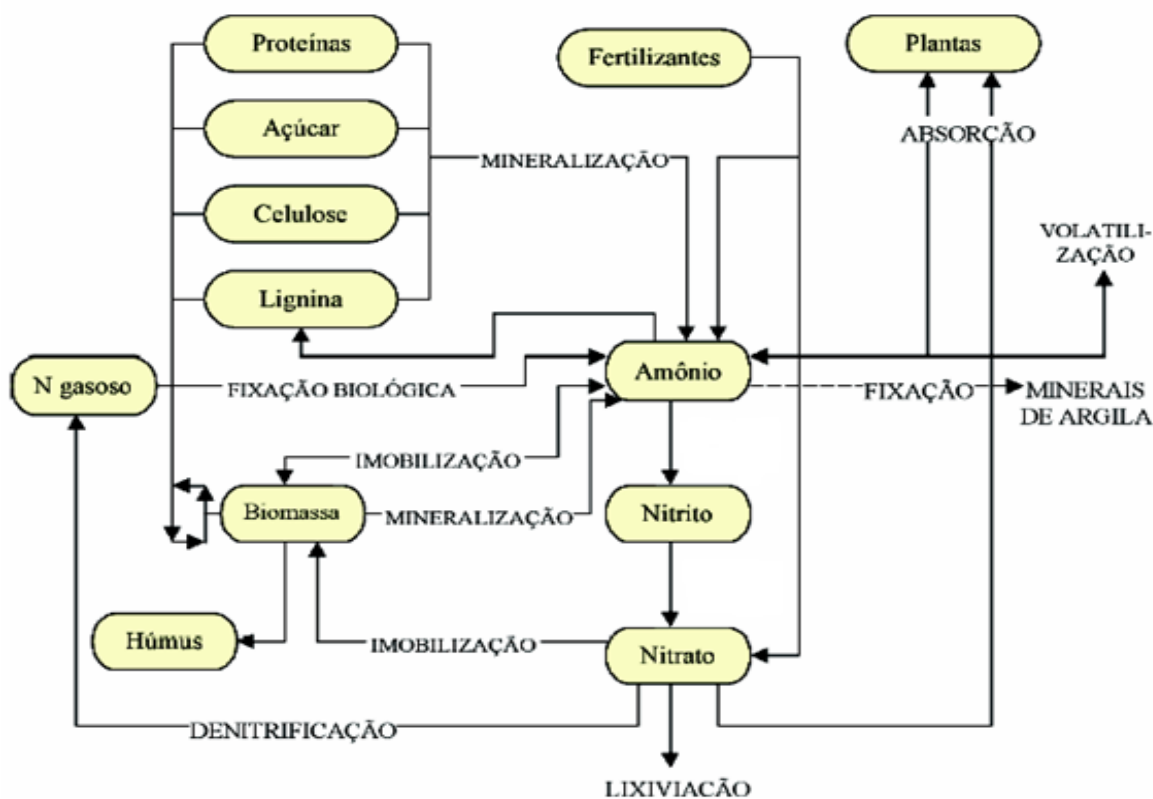 Proteínas
Fertilizantes
Plantas
Açúcar
ABSORÇÃO
MINERALIZAÇÃO
Celulose
VOLATILI-
ZAÇÃO
Lignina
N gasoso
FIXAÇÃO BIOLÓGICA
Amônio
FIXAÇÃO
MINERAIS
DE ARGILA
IMOBILIZAÇÃO
Biomassa
MINERALIZAÇÃO
Nitrito
Húmus
IMOBILIZAÇÃO
Nitrato
DENITRIFICAÇÃO
LIXIVIACÃO